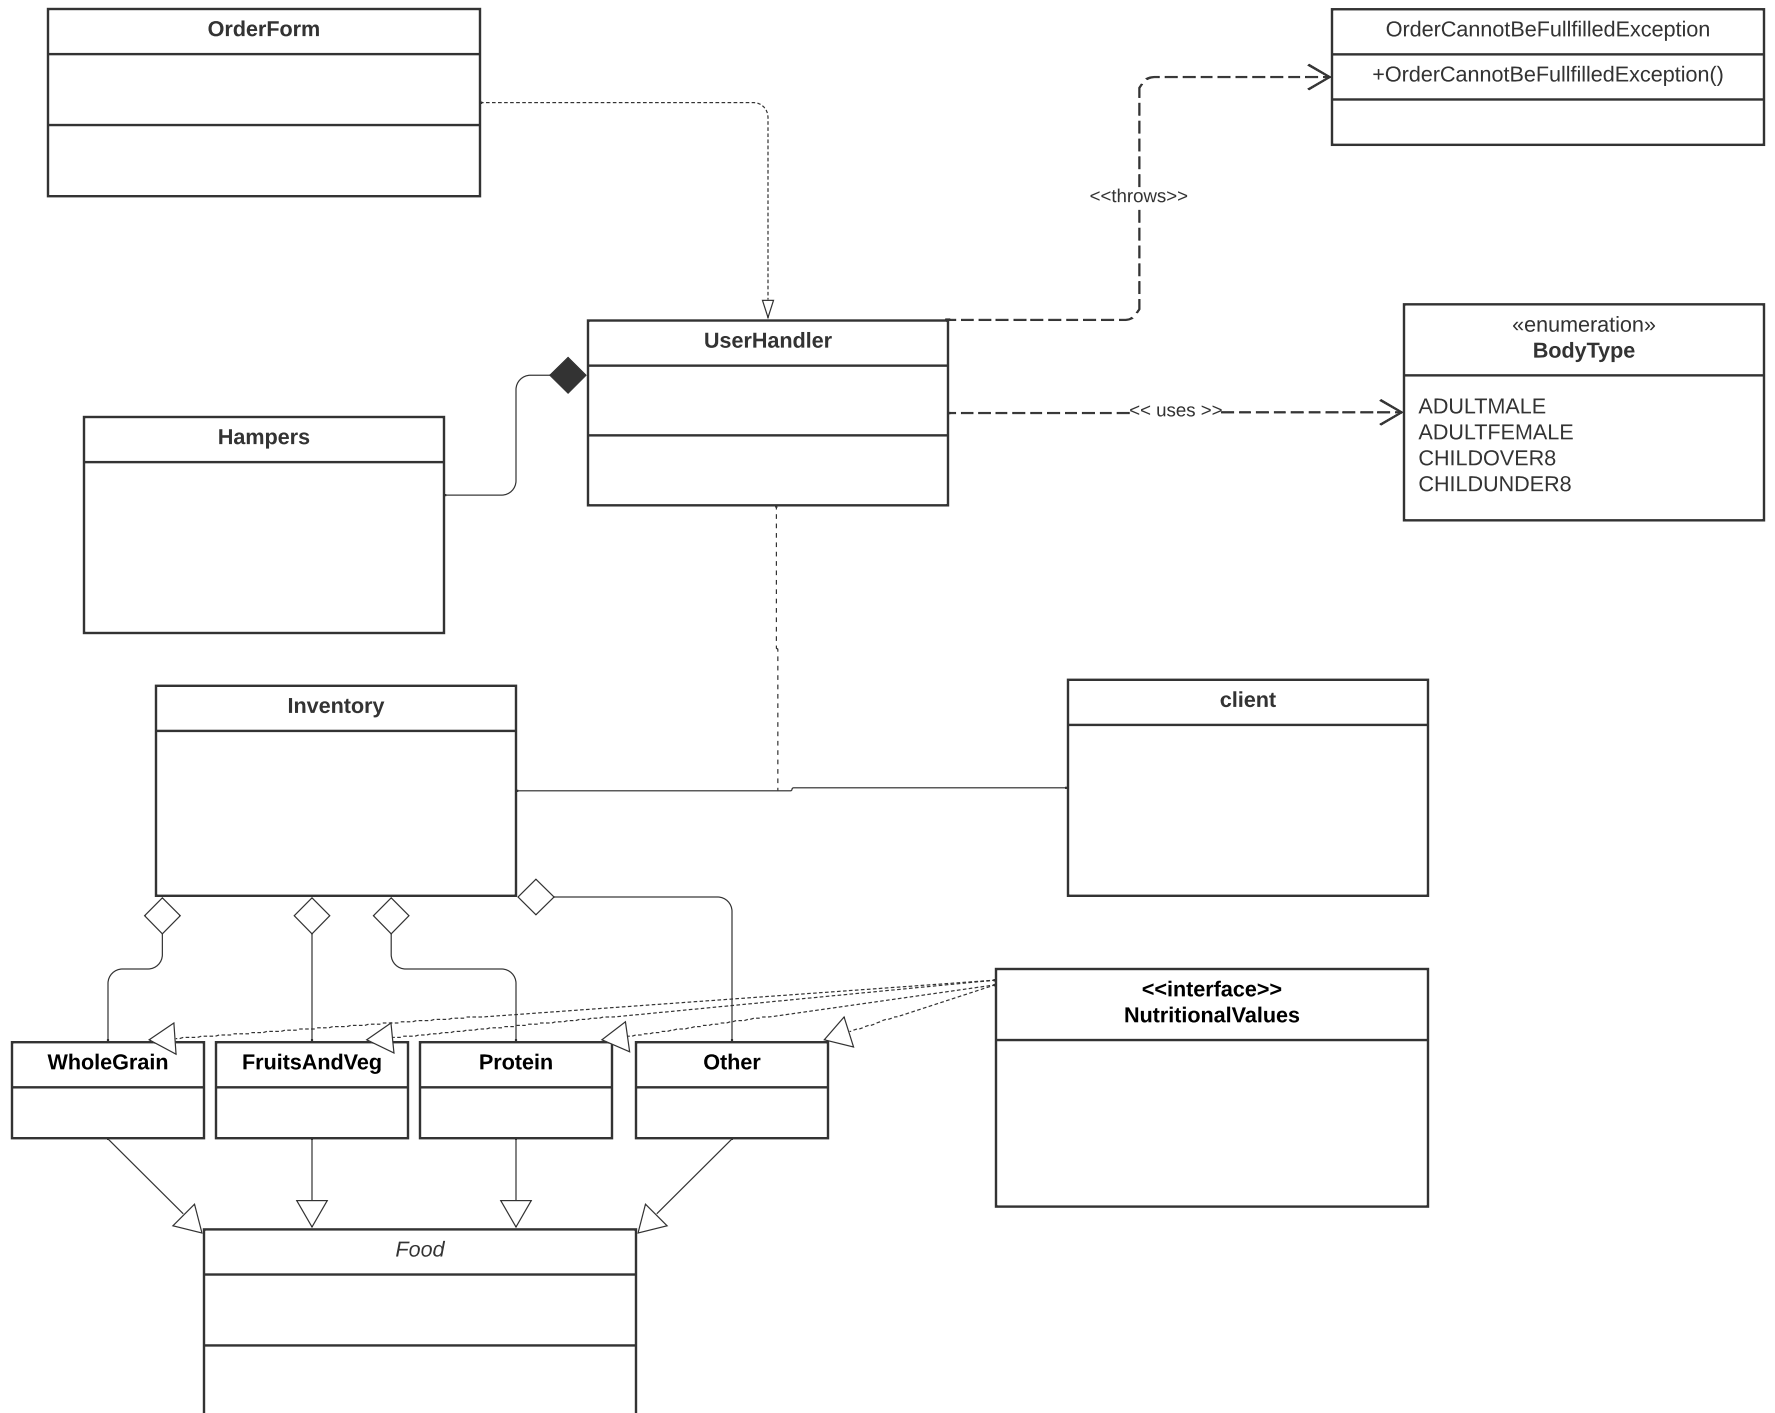 OrderForm
OrderCannotBeFullfilledException
+OrderCannotBeFullfilledException()
<<throws>>
UserHandler
«enumeration»
BodyType
ADULTMALE
ADULTFEMALE
CHILDOVER8
CHILDUNDER8
<< uses >>
Hampers
Inventory
client
<<interface>>
NutritionalValues
WholeGrain
FruitsAndVeg
Protein
Other
Food